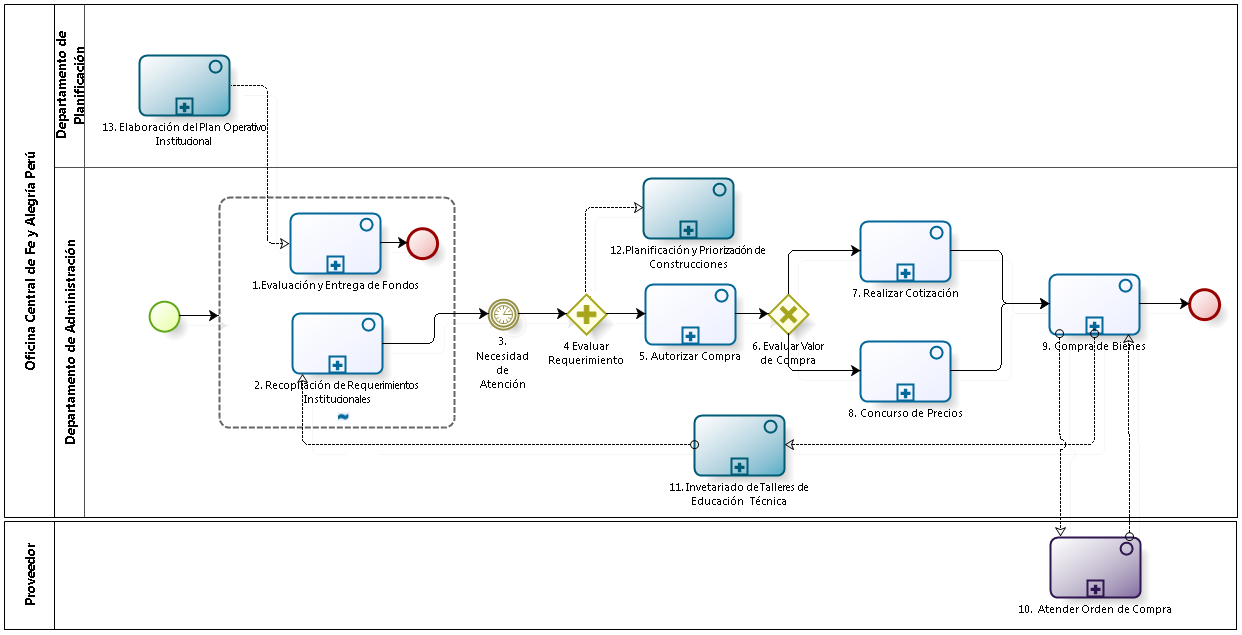 Oficina Central de Fe y Alegría Perú
Departamento de
Planificación
13. Elaboración del Plan Operativo
Institucional
Departamento de Administración
1.Evaluación y Entrega de Fondos
2. Recopilación de Requerimientos
Institucionales
3.
Necesidad
de
Atención
4 Evaluar
Requerimiento
12.Planificación y Priorización de
Construcciones
5. Autorizar Compra
6. Evaluar Valor
de Compra
7. Realizar Cotización
8. Concurso de Precios
9. Compra de Bienes
11. Invetariado de Talleres de
Educación Técnica
Proveedor
10. Atender Orden de Compra